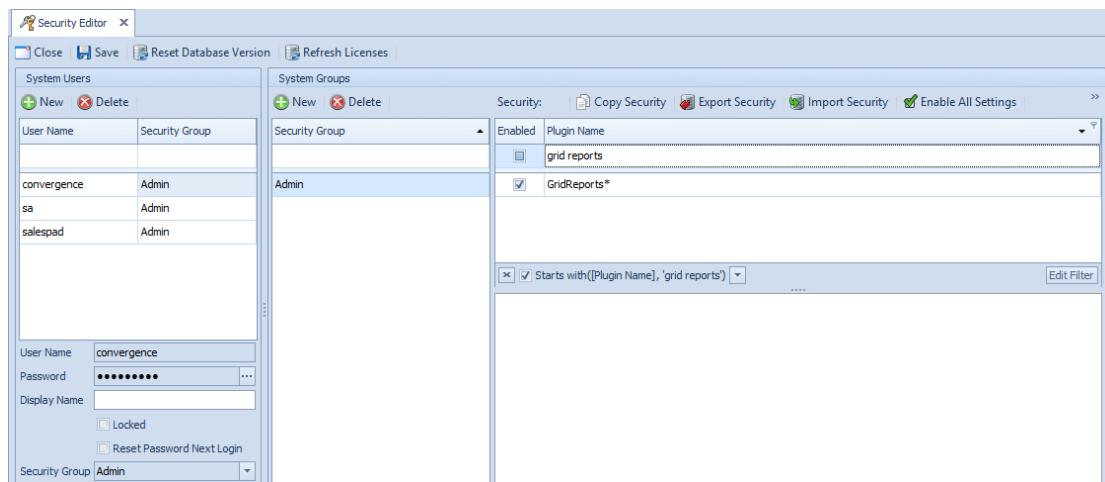 Security Editor
Close Save Reset Database Version Refresh Licenses
System Users
System Groups
New Delete
New Delete
Security: Copy Security Export Security Import Security Enable All Settings »
User Name Security Group
Security Group
Enabled Plugin Name
grid reports
convergence Admin
Admin
GridReports*
sa Admin
salespad Admin
Starts with([Plugin Name], 'grid reports')
Edit Filter
User Name convergence
Password •••••••••
Display Name
Locked
Reset Password Next Login
Security Group Admin